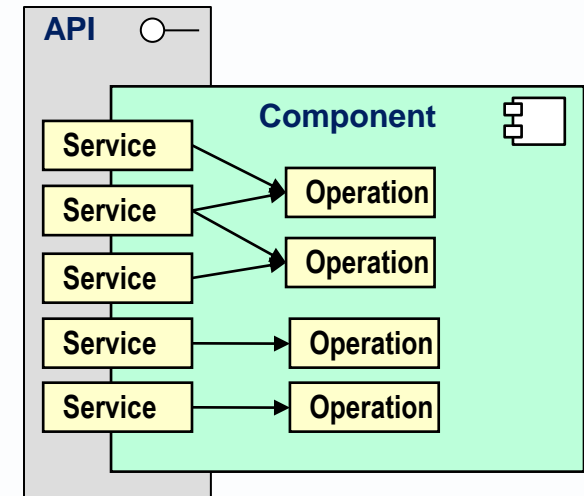 API
Component
Service
Operation
Service
Operation
Service
Service
Operation
Service
Operation